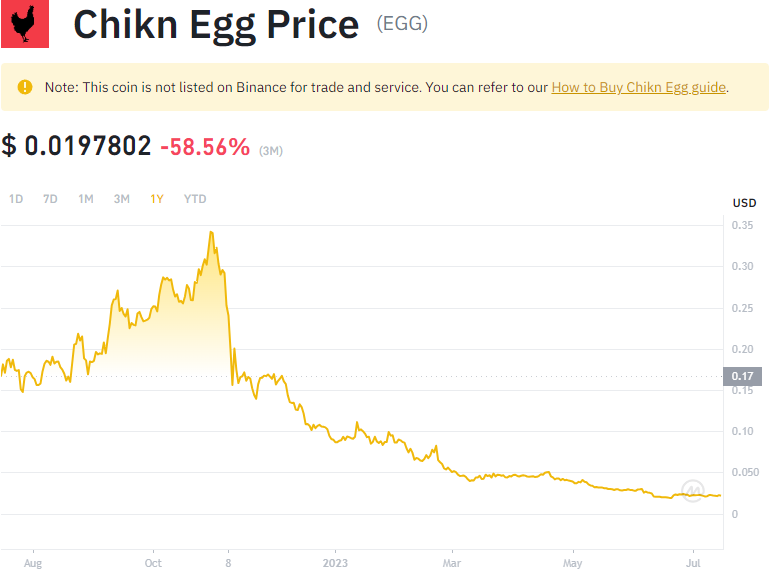 Chikn Egg Price (EGG)
Note: This coin is not listed on Binance for trade and service. You can refer to our How to Buy Chikn Egg guide.
$ 0.0197802 -58.56% (3M)
1D 7D 1M 3M 1Y YTD
USD
0.35
0.30
0.25
0.20
0.17
0.15
0.10
0.050
0
Aug Oct 8 2023 Mar May Jul